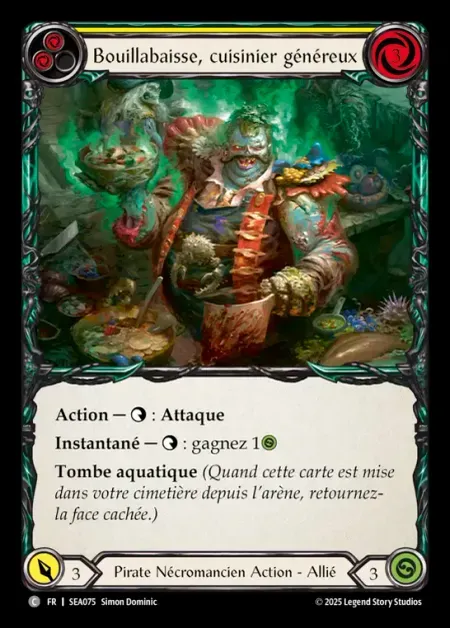 3
Bouillabaisse, cuisinier généreux
Action — : Attaque
Instantané — : gagnez 1
Tombe aquatique (Quand cette carte est mise
dans votre cimetière depuis l'arène, retournez-
la face cachée.)
3
Pirate Nécromancien Action - Allié
3
C FR | SEA075 Simon Dominic
© 2025 Legend Story Studios